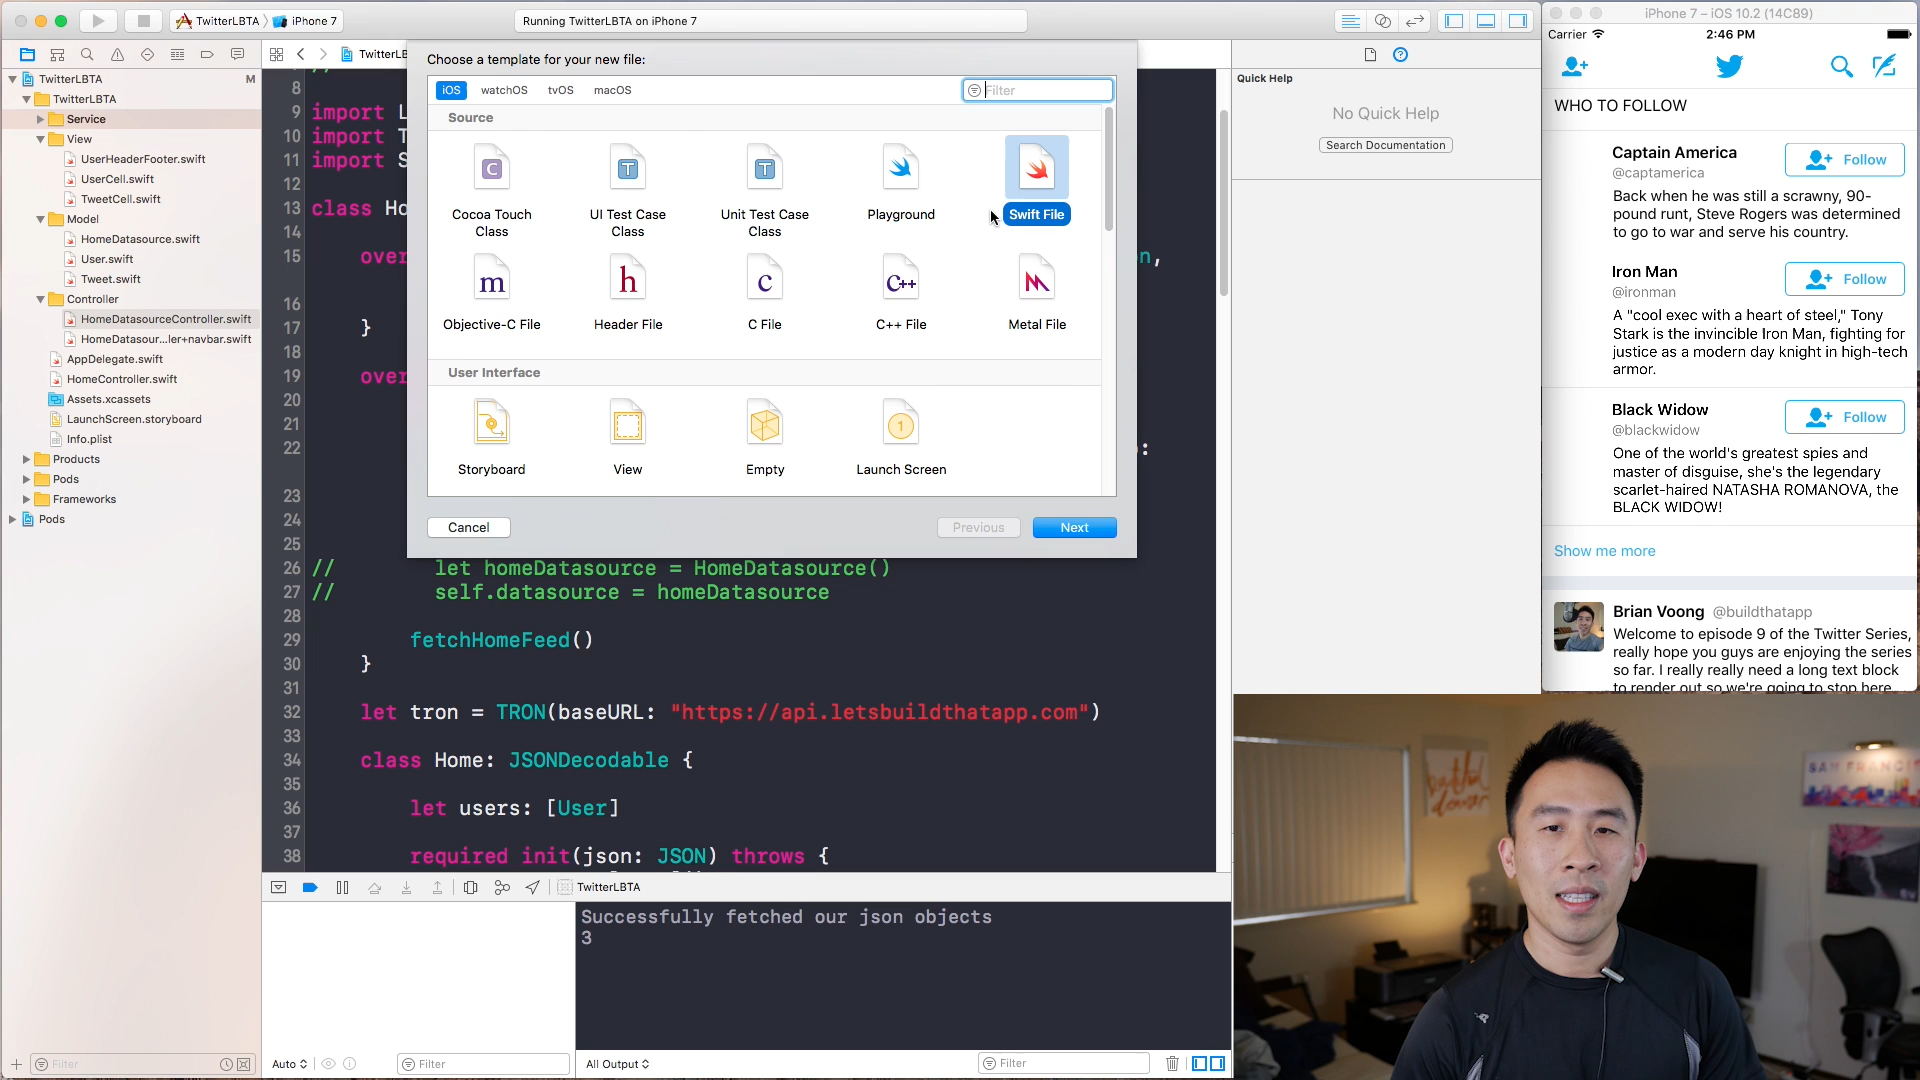 TwitterLBTA
iPhone 7
Running TwitterLBTA on iPhone 7
TwitterLBTA M
TwitterLBTA
Service
View
UserHeaderFooter.swift
UserCell.swift
TweetCell.swift
Model
HomeDatasource.swift
User.swift
Tweet.swift
Controller
HomeDatasourceController.swift
HomeDatasour...ler+navbar.swift
AppDelegate.swift
HomeController.swift
Assets.xcassets
LaunchScreen.storyboard
Info.plist
Products
Pods
Frameworks
Pods
Filter
Choose a template for your new file:
iOS watchOS tvOS macOS
Filter
Source
Cocoa Touch Class
UI Test Case Class
Unit Test Case Class
Playground
Swift File
Objective-C File
Header File
C File
C++ File
Metal File
User Interface
Storyboard
View
Empty
Launch Screen
Cancel
Previous
Next
8
9 import
10 import T
11 import S
12
13 class Ho
14
15 over n,
16
17 }
18
19 over
20
21
22 :
23
24
25
26 // let homeDatasource = HomeDatasource()
27 // self.datasource = homeDatasource
28
29 fetchHomeFeed()
30 }
31
32 let tron = TRON(baseURL: "https://api.letsbuildthatapp.com")
33
34 class Home: JSONDecodable {
35
36 let users: [User]
37
38 required init(json: JSON) throws {
TwitterLBTA
Successfully fetched our json objects
3
Auto
Filter
All Output
Filter
Quick Help
No Quick Help
Search Documentation
iPhone 7 – iOS 10.2 (14C89)
Carrier 2:46 PM
WHO TO FOLLOW
Captain America
@captamerica
Follow
Back when he was still a scrawny, 90-
pound runt, Steve Rogers was determined
to go to war and serve his country.
Iron Man
@ironman
Follow
A "cool exec with a heart of steel," Tony
Stark is the invincible Iron Man, fighting for
justice as a modern day knight in high-tech
armor.
Black Widow
@blackwidow
Follow
One of the world's greatest spies and
master of disguise, she's the legendary
scarlet-haired NATASHA ROMANOVA, the
BLACK WIDOW!
Show me more
Brian Voong @buildthatapp
Welcome to episode 9 of the Twitter Series,
really hope you guys are enjoying the series
so far. I really really need a long text block
to render out so we're going to stop here